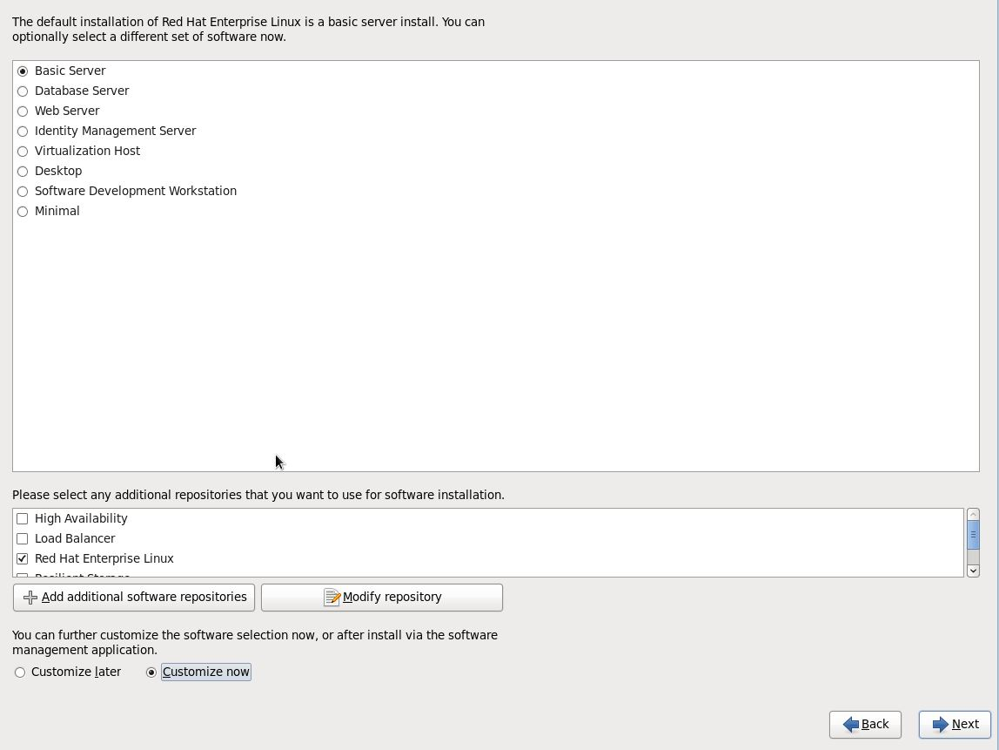 The default installation of Red Hat Enterprise Linux is a basic server install. You can
optionally select a different set of software now.
Basic Server
Database Server
Web Server
Identity Management Server
Virtualization Host
Desktop
Software Development Workstation
Minimal
Please select any additional repositories that you want to use for software installation.
High Availability
Load Balancer
Red Hat Enterprise Linux
Resilient Storage
Add additional software repositories
Modify repository
You can further customize the software selection now, or after install via the software
management application.
Customize later
Customize now
Back
Next